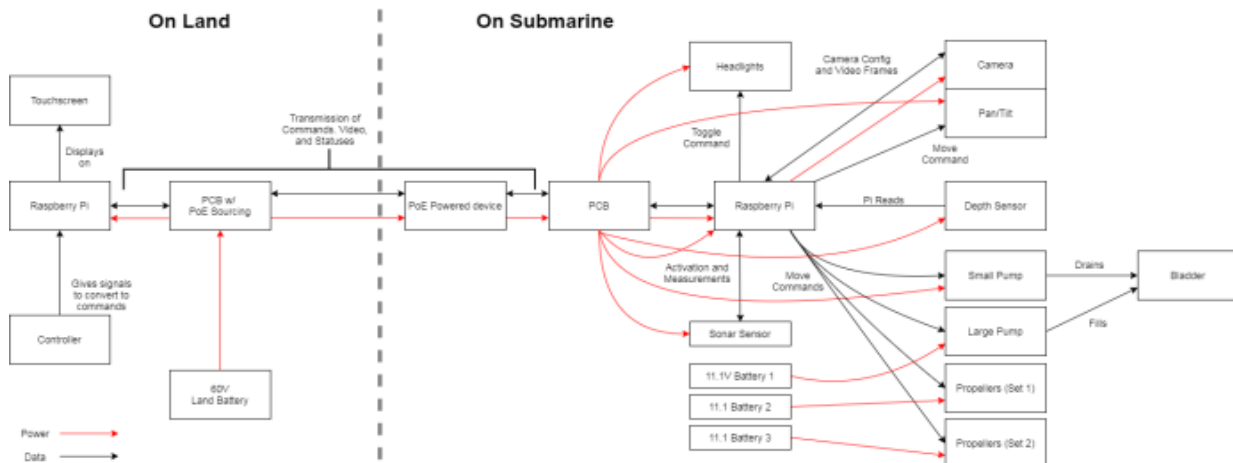 On Land
On Submarine
Touchscreen
Displays
on
Raspberry Pi
Gives signals
to convert to
commands
Controller
PCB w/
PoE Sourcing
60V
Land Battery
Transmission of
Commands, Video,
and Statuses
PoE Powered device
PCB
Headlights
Toggle
Command
Raspberry Pi
Camera Config
and Video Frames
Camera
Pan/Tilt
Move
Command
Pi Reads
Depth Sensor
Activation and
Measurements
Move
Commands
Sonar Sensor
Small Pump
Drains
Bladder
Large Pump
Fills
11.1V Battery 1
11.1 Battery 2
11.1 Battery 3
Propellers (Set 1)
Propellers (Set 2)
Power
Data